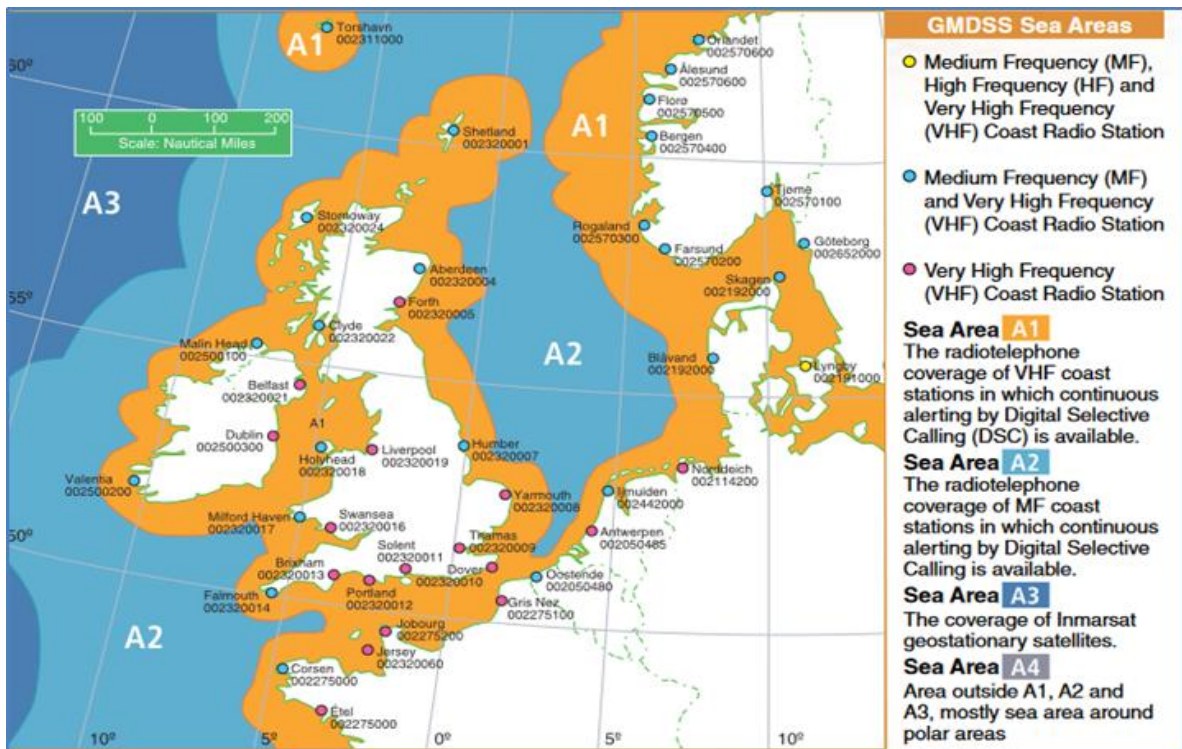 Torshavn
002311000
A1
60º
100 0 100 200
Scale: Nautical Miles
Shetland
002320001
A1
Orlandet
002570600
Ålesund
002570600
Florø
002570500
Bergen
002570400
Tjøme
002570100
Rogaland
002570300
Farsund
002570200
Göteborg
002652000
Skagen
002192000
A3
Stornoway
002320024
Aberdeen
002320004
Forth
002320005
Clyde
002320022
55º
Malin Head
002500100
Belfast
002320021
A2
Blåvand
002192000
Lyngby
002191000
A1
Dublin
002500300
Holyhead
002320018
Liverpool
002320019
Humber
002320007
Valentia
002500200
Yarmouth
002320008
Norddeich
002114200
Ijmuiden
002442000
Milford Haven
002320017
Swansea
002320016
Antwerpen
002050485
50º
Solent
002320011
Thamas
002320009
Brixham
002320013
Dover
002320010
Oostende
002050480
Falmouth
002320014
Portland
002320012
Gris Nez
002275100
A2
Jobourg
002275200
Jersey
002320060
Corsen
002275000
Étel
002275000
10º 5º 0º 5º 10º
GMDSS Sea Areas
Medium Frequency (MF),
High Frequency (HF) and
Very High Frequency
(VHF) Coast Radio Station
Medium Frequency (MF)
and Very High Frequency
(VHF) Coast Radio Station
Very High Frequency
(VHF) Coast Radio Station
Sea Area A1
The radiotelephone
coverage of VHF coast
stations in which continuous
alerting by Digital Selective
Calling (DSC) is available.
Sea Area A2
The radiotelephone
coverage of MF coast
stations in which continuous
alerting by Digital Selective
Calling is available.
Sea Area A3
The coverage of Inmarsat
geostationary satellites.
Sea Area A4
Area outside A1, A2 and
A3, mostly sea area around
polar areas